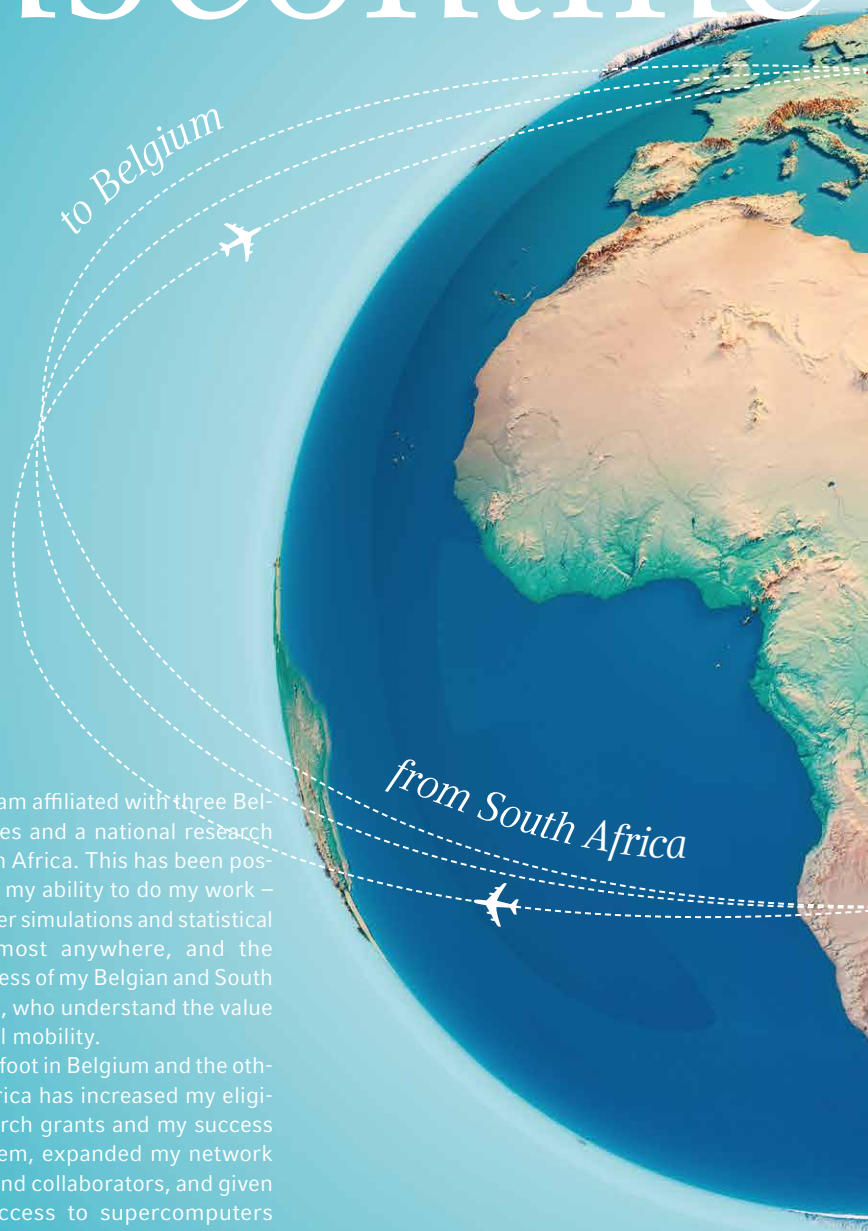 to Belgium
from South Africa
am affiliated with three Bel-
es and a national research
h Africa. This has been pos-
my ability to do my work –
er simulations and statistical
most anywhere, and the
ess of my Belgian and South
, who understand the value
l mobility.
foot in Belgium and the oth-
rica has increased my eligi-
rch grants and my success
em, expanded my network
nd collaborators, and given
ccess to supercomputers